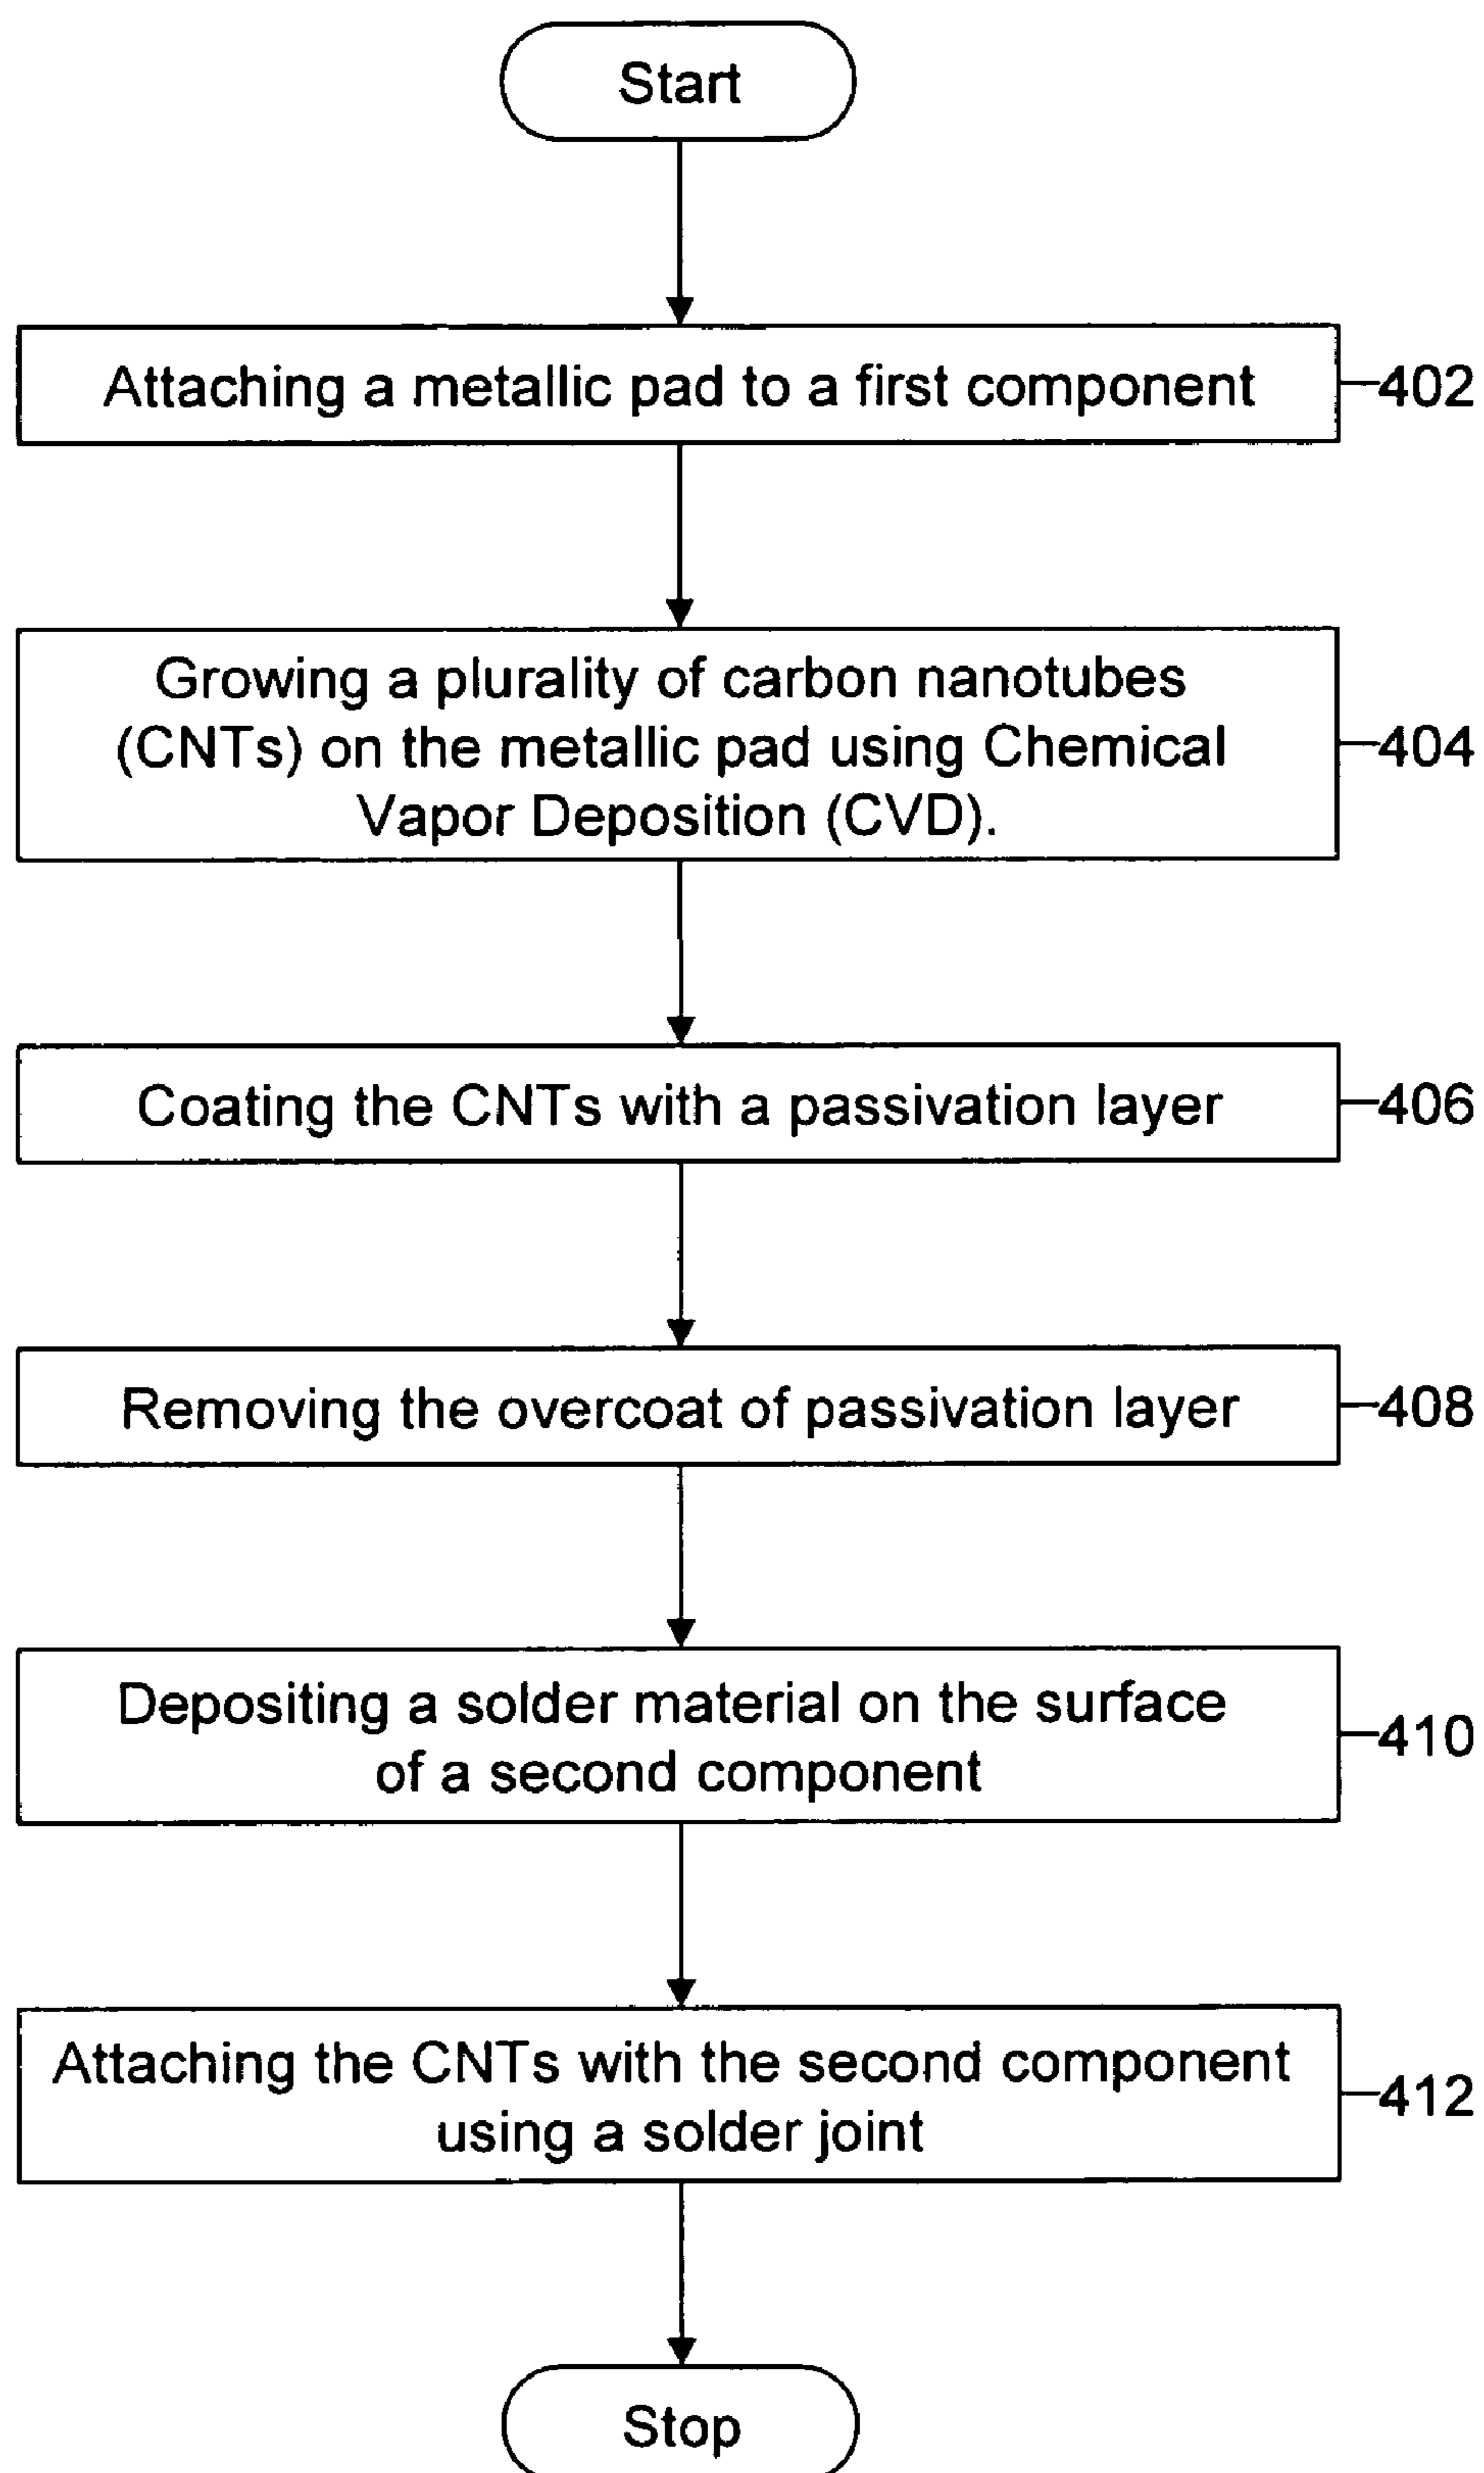 Start
Attaching a metallic pad to a first component
402
Growing a plurality of carbon nanotubes
(CNTs) on the metallic pad using Chemical
Vapor Deposition (CVD).
404
Coating the CNTs with a passivation layer
406
Removing the overcoat of passivation layer
408
Depositing a solder material on the surface
of a second component
410
Attaching the CNTs with the second component
using a solder joint
412
Stop